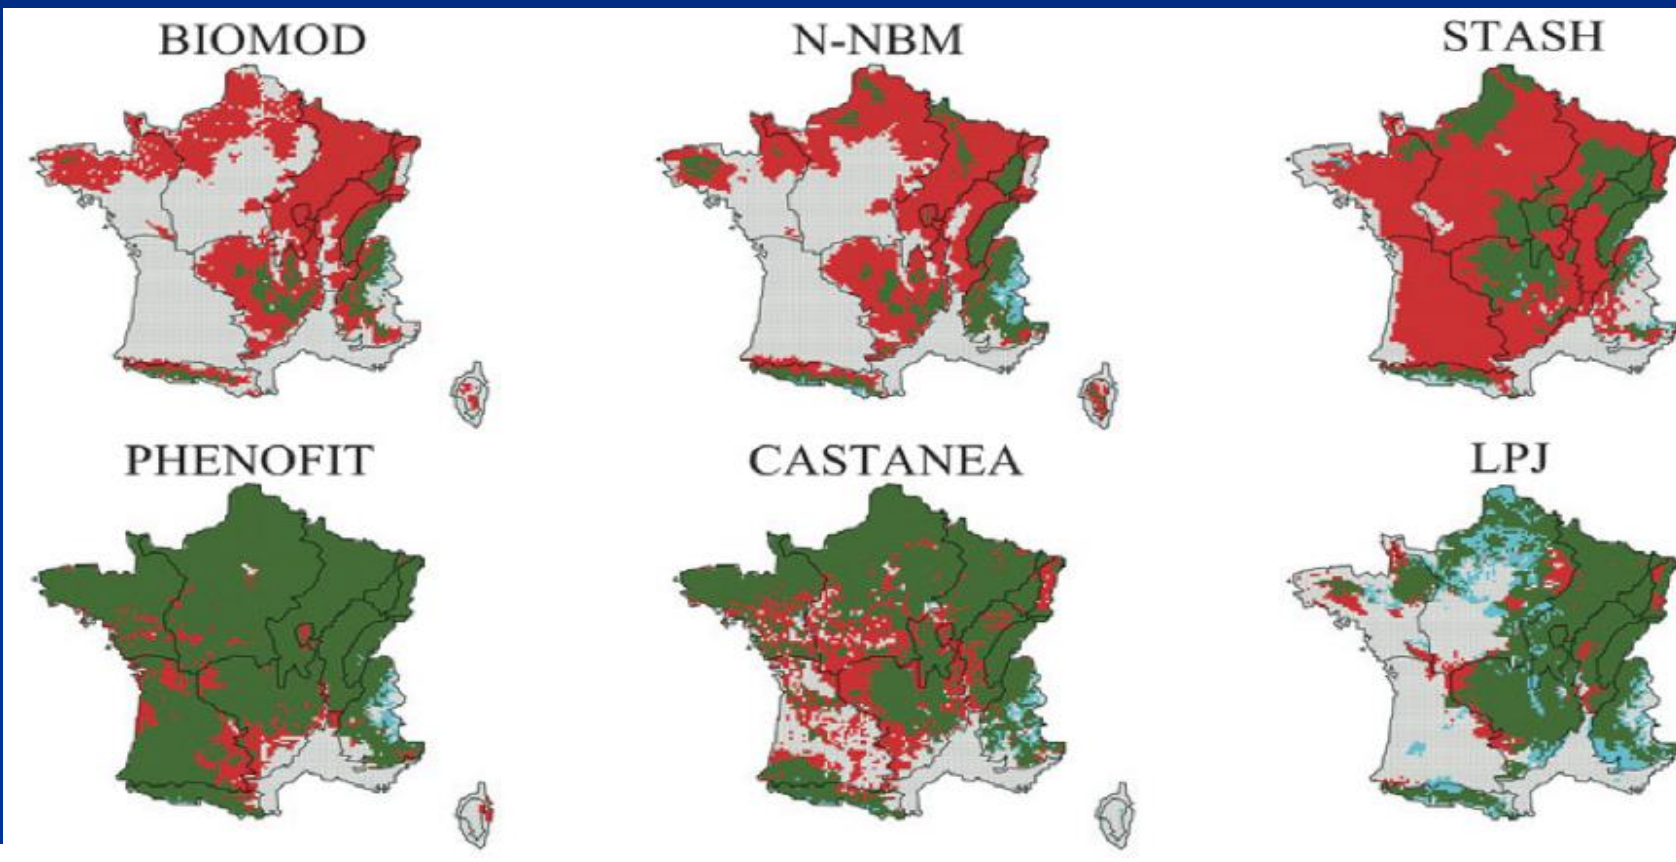 BIOMOD
N-NBM
STASH
PHENOFIT
CASTANEA
LPJ